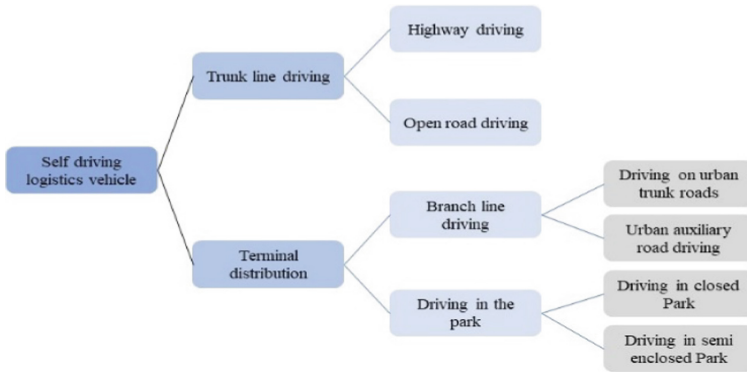 Self driving
logistics vehicle
Trunk line driving
Terminal
distribution
Highway driving
Open road driving
Branch line
driving
Driving in the
park
Driving on urban
trunk roads
Urban auxiliary
road driving
Driving in closed
Park
Driving in semi
enclosed Park